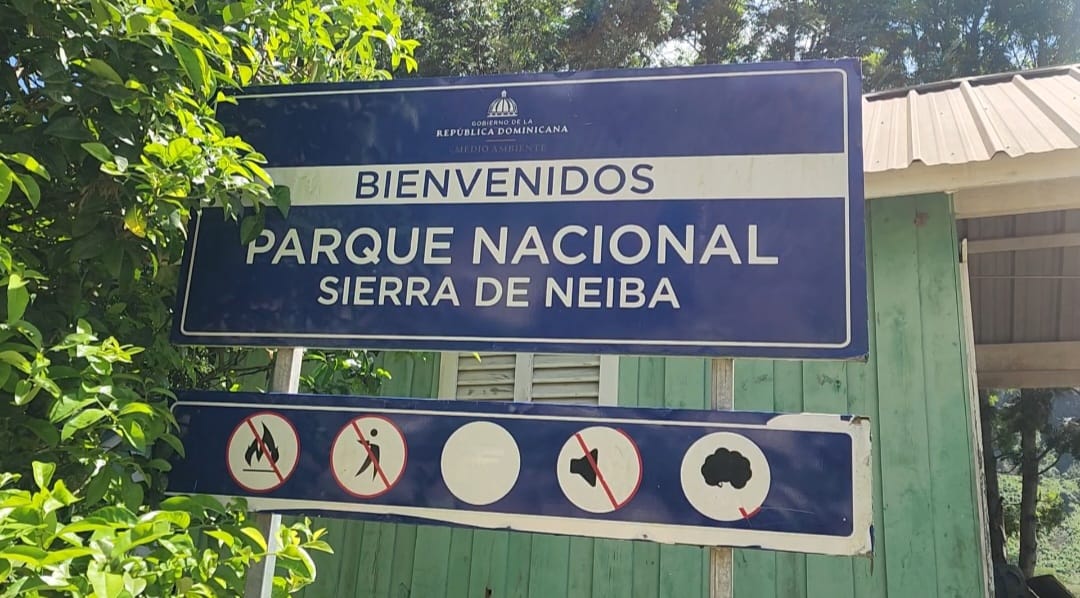 GOBIERNO DE LA
REPÚBLICA DOMINICANA
MEDIO AMBIENTE
BIENVENIDOS
PARQUE NACIONAL
SIERRA DE NEIBA